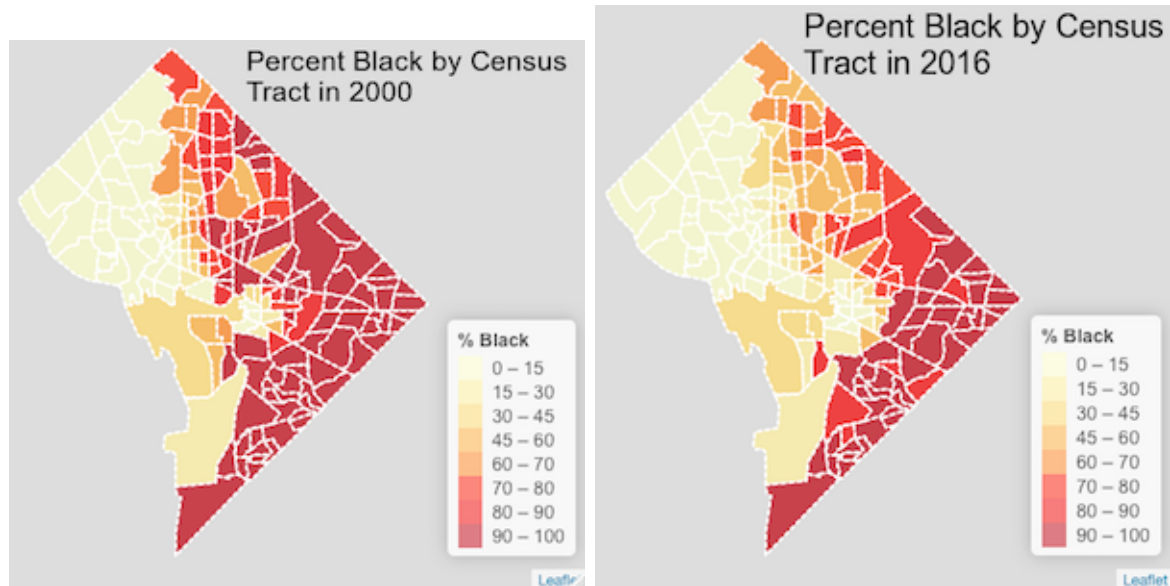 Percent Black by Census
Tract in 2000
% Black
0 – 15
15 – 30
30 – 45
45 – 60
60 – 70
70 – 80
80 – 90
90 – 100
Leaflet
Percent Black by Census
Tract in 2016
% Black
0 – 15
15 – 30
30 – 45
45 – 60
60 – 70
70 – 80
80 – 90
90 – 100
Leaflet